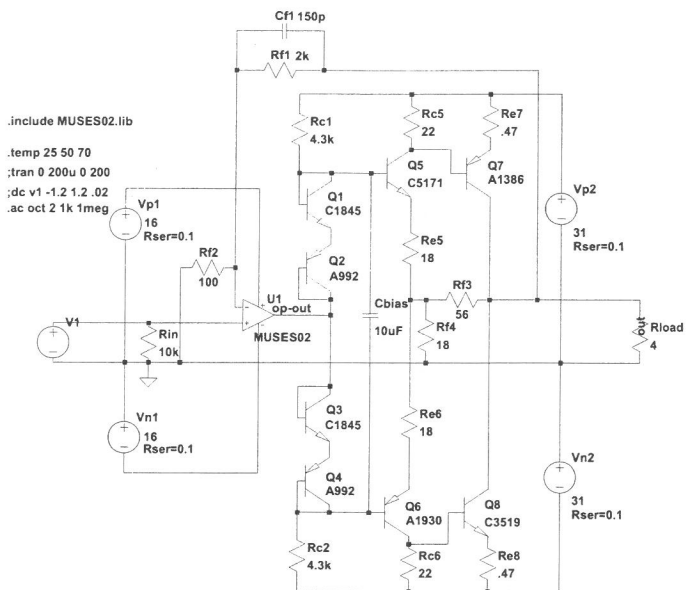 Cf1 150p
Rf1 2k
.include MUSES02.lib
.temp 25 50 70
;tran 0 200u 0 200
;dc v1 -1.2 1.2 .02
.ac oct 2 1k 1meg
Vp1
16
Rser=0.1
Rf2
100
U1
op-out
MUSES02
V1
Rin
10k
Vn1
16
Rser=0.1
Rc1
4.3k
Q1
C1845
Q2
A992
Cbias
10uF
Q3
C1845
Q4
A992
Rc2
4.3k
Rc5
22
Re7
.47
Q5
C5171
Q7
A1386
Re5
18
Rf3
56
Rf4
18
Re6
18
Q6
A1930
Q8
C3519
Rc6
22
Re8
.47
Vp2
31
Rser=0.1
out
Rload
4
Vn2
31
Rser=0.1